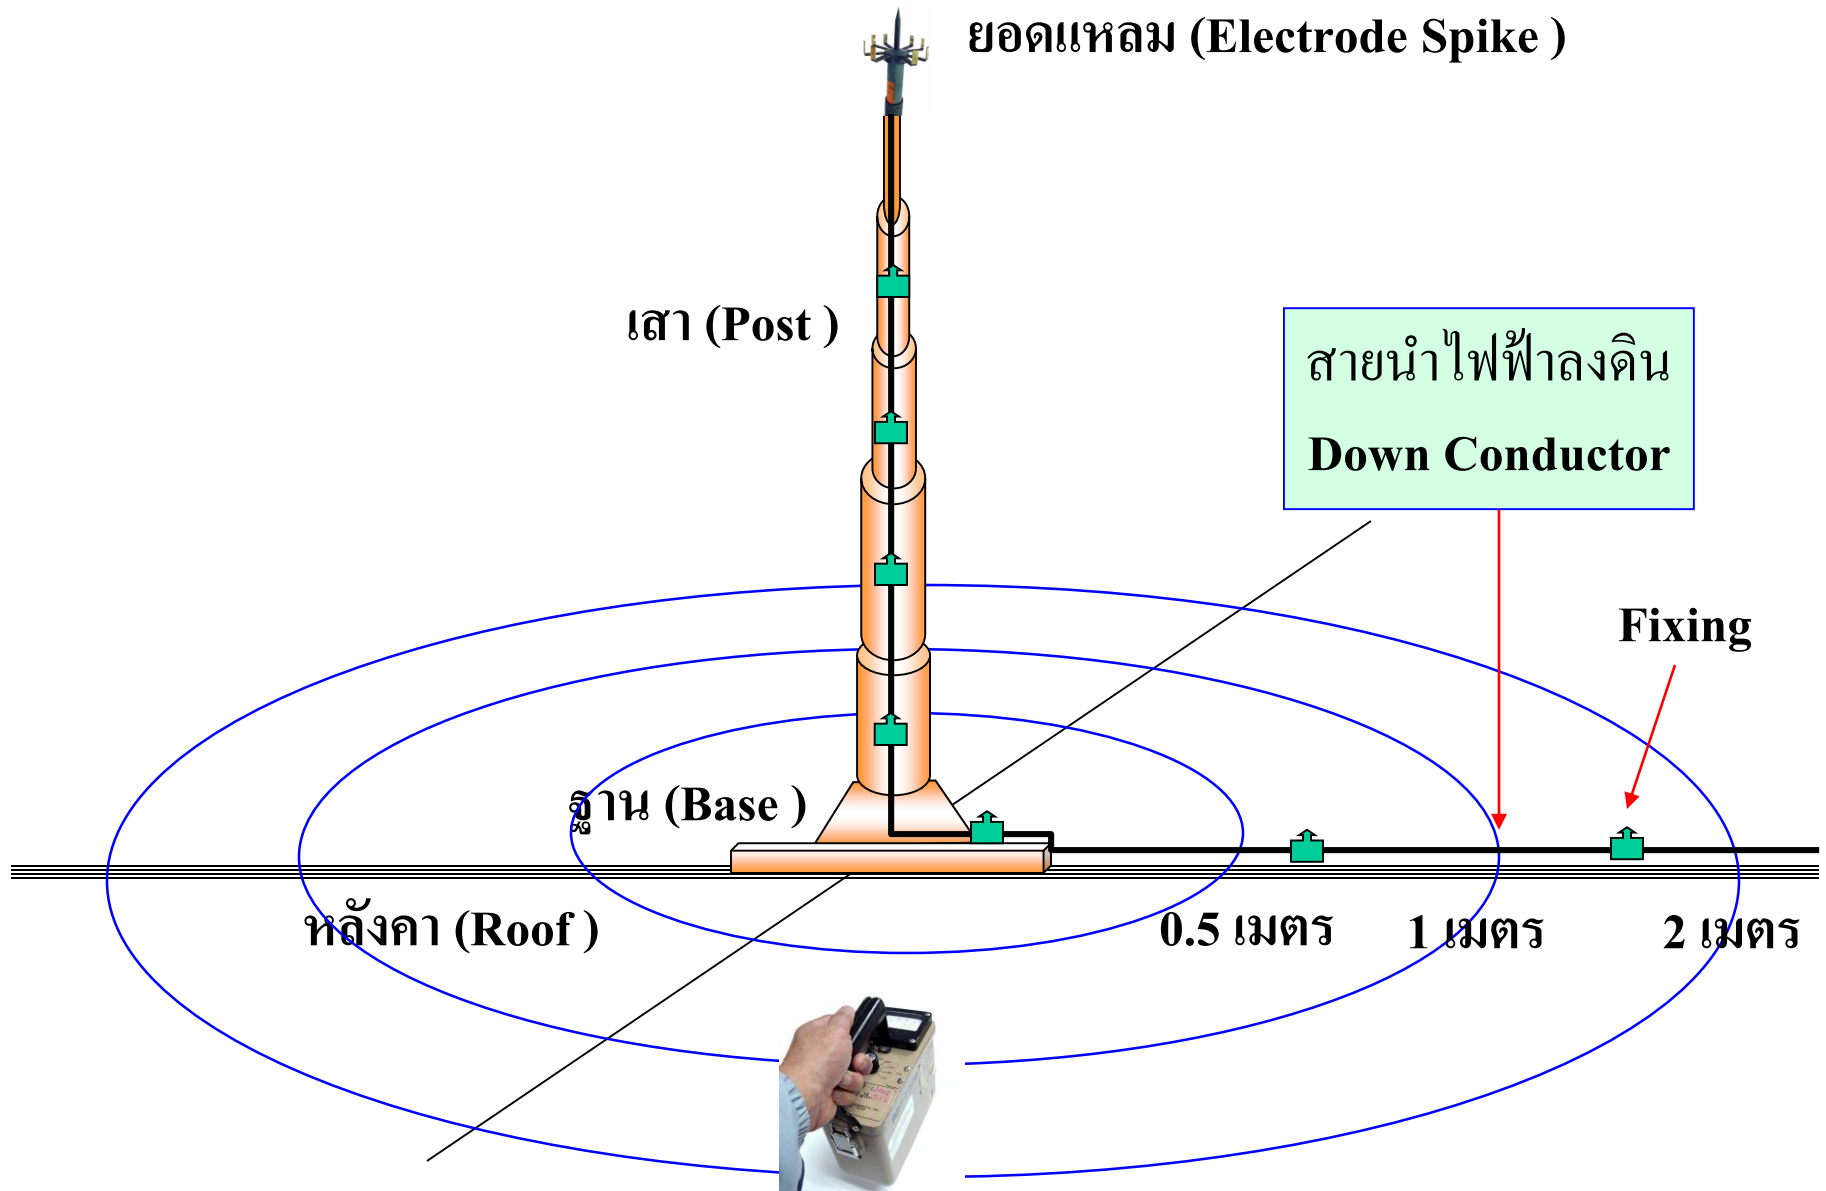 ยอดแหลม (Electrode Spike )
เสา (Post )
สายนำไฟฟ้าลงดิน
Down Conductor
Fixing
ฐาน (Base )
หลังคา (Roof )
0.5 เมตร
1 เมตร
2 เมตร